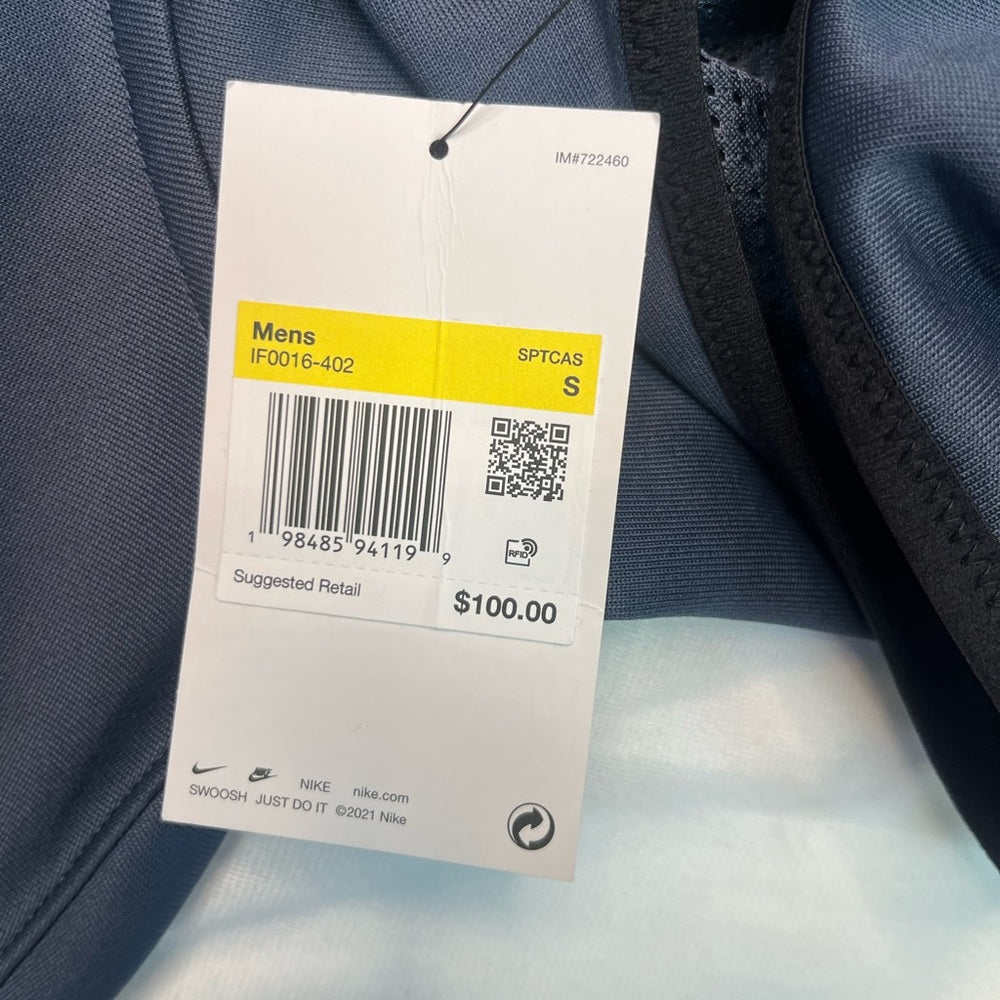 IM#722460
Mens
IF0016-402
SPTCAS
S
1 98485 94119 9
RFID
Suggested Retail
$100.00
NIKE
NIKE nike.com
SWOOSH JUST DO IT ©2021 Nike